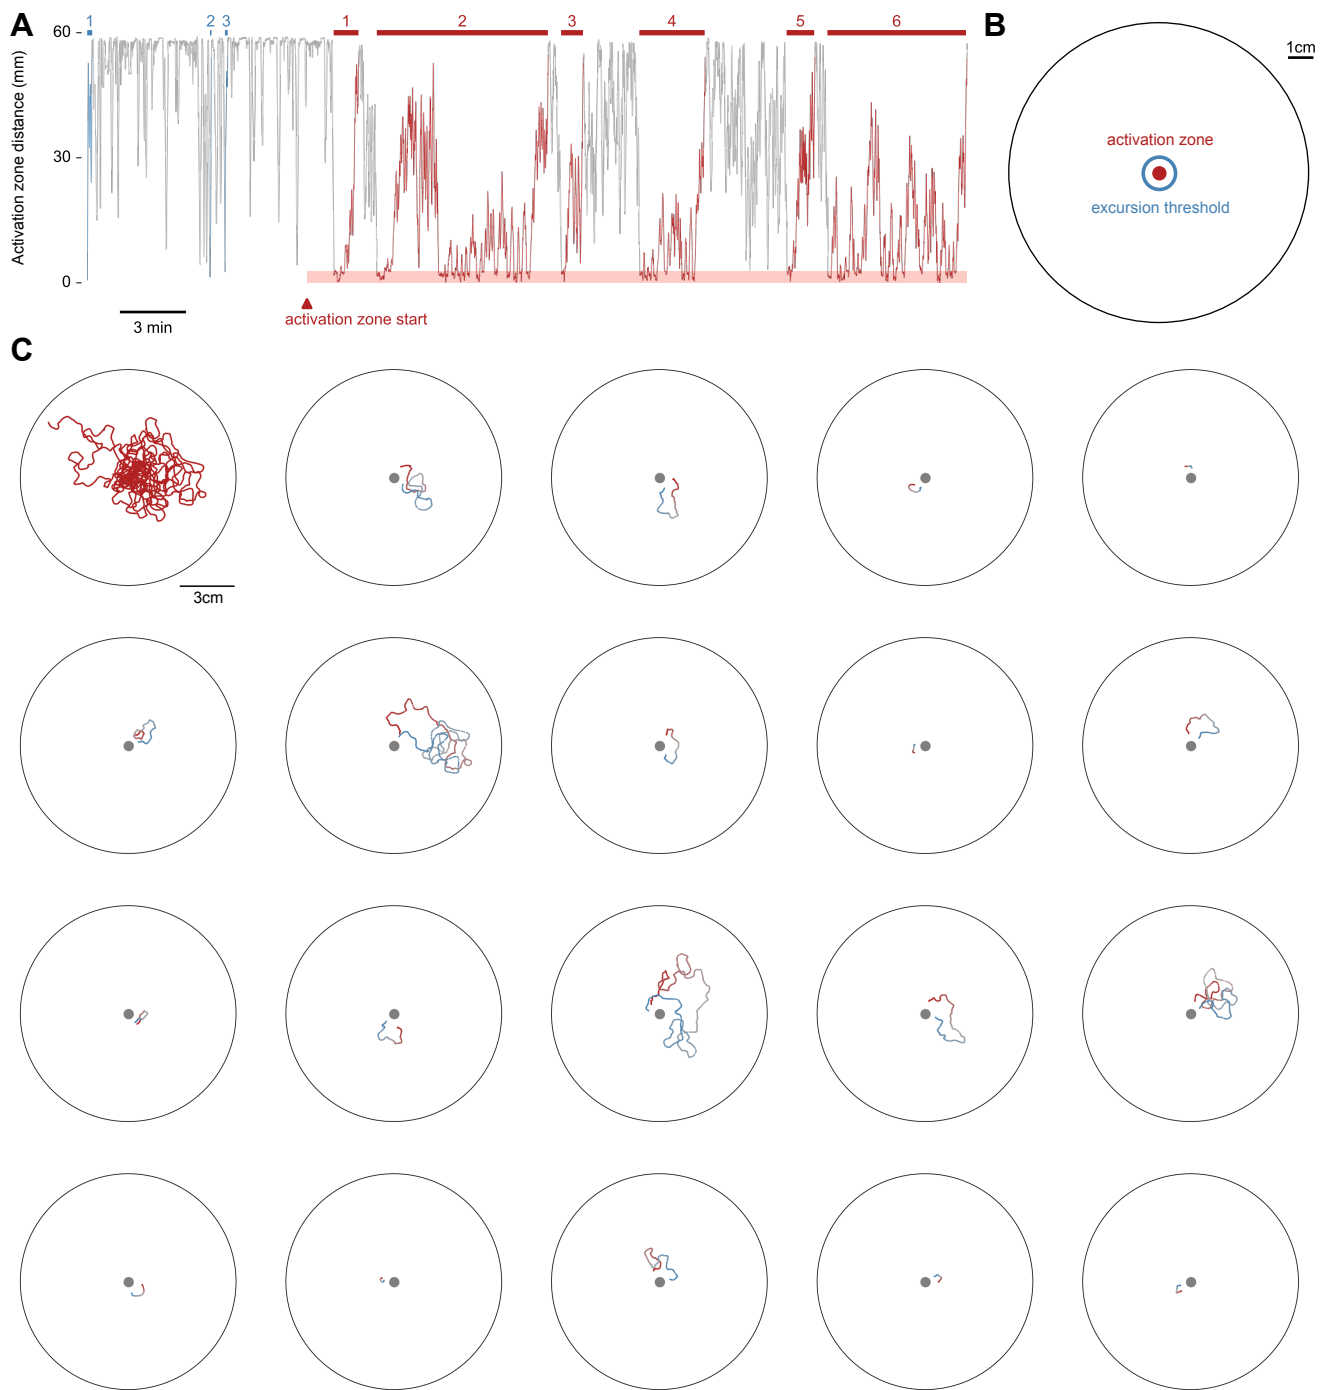 A
B
1 2 3 1 2 3 4 5 6
60
30
0
Activation zone distance (mm)
3 min
activation zone start
1cm
activation zone
excursion threshold
C
3cm